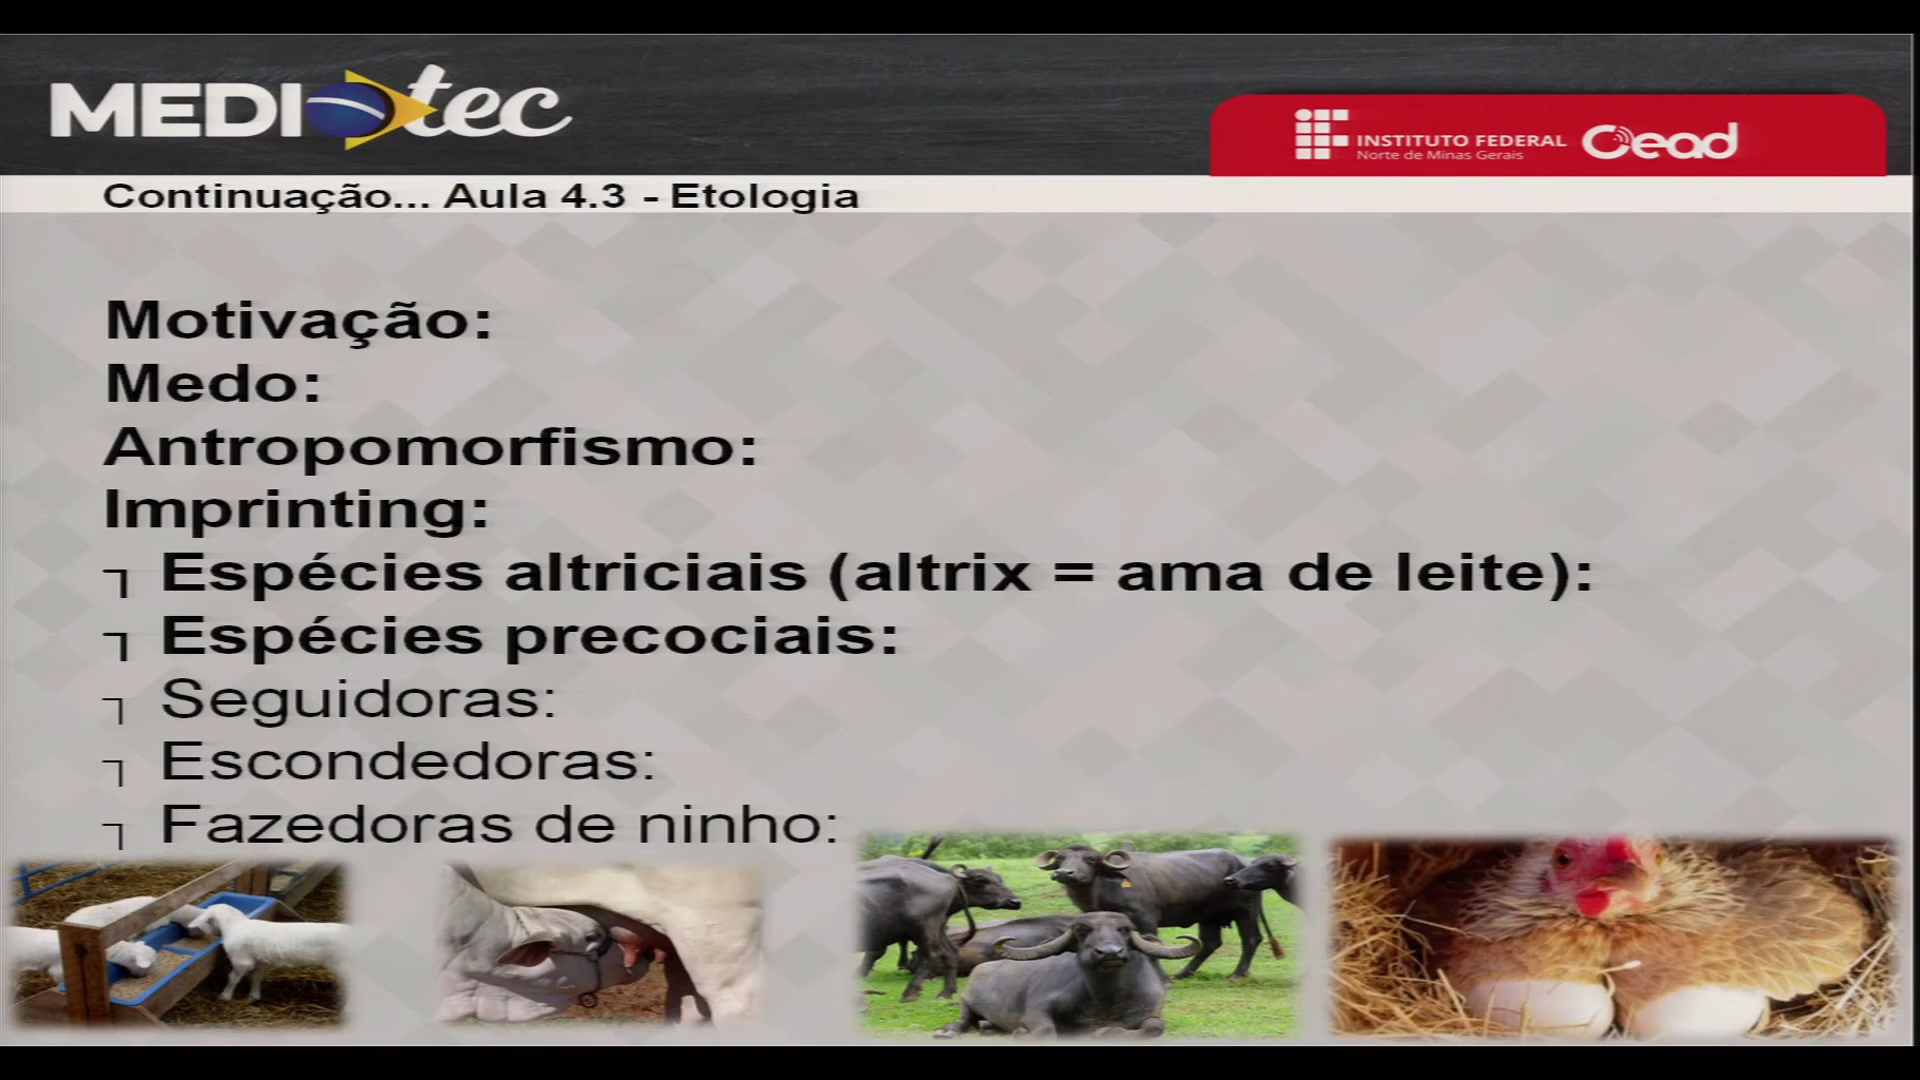 MEDIOtec
INSTITUTO FEDERAL
Norte de Minas Gerais
Cead
Continuação... Aula 4.3 - Etologia
Motivação:
Medo:
Antropomorfismo:
Imprinting:
┐ Espécies altriciais (altrix = ama de leite):
┐ Espécies precociais:
┐ Seguidoras:
┐ Escondedoras:
┐ Fazedoras de ninho: